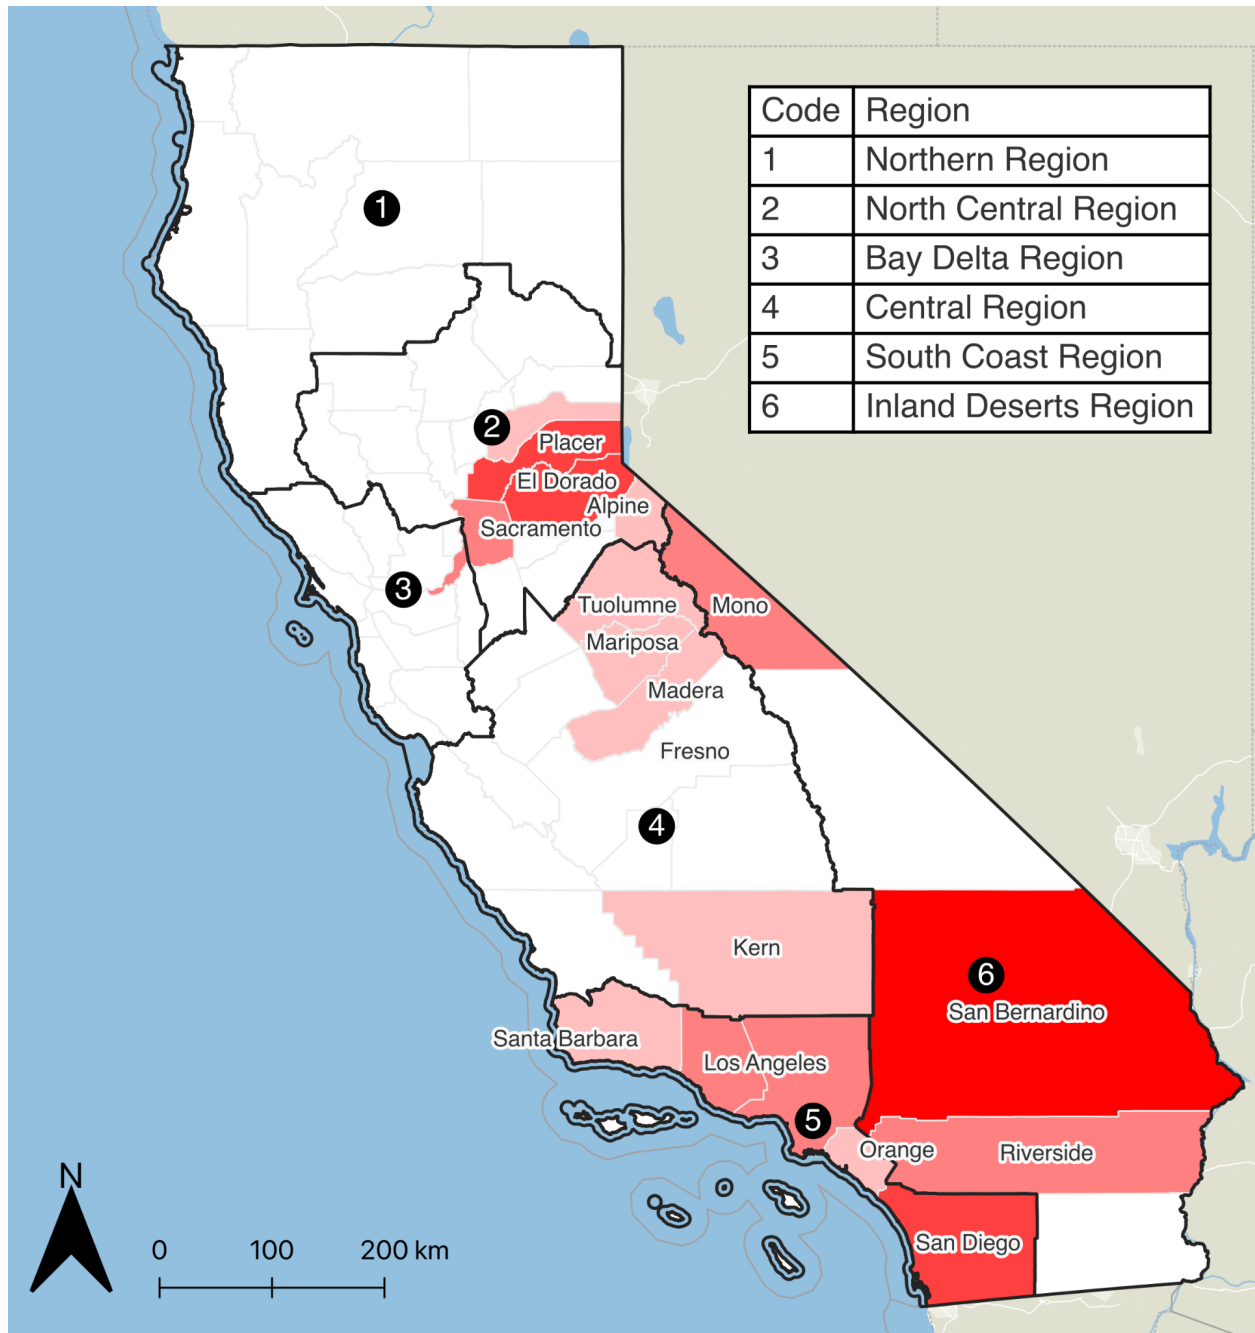 Code Region
1 Northern Region
2 North Central Region
3 Bay Delta Region
4 Central Region
5 South Coast Region
6 Inland Deserts Region
1
2
Placer
El Dorado
Alpine
Sacramento
3
Tuolumne
Mono
Mariposa
Madera
Fresno
4
Kern
6
San Bernardino
Santa Barbara
Los Angeles
5
Orange
Riverside
San Diego
N
0 100 200 km